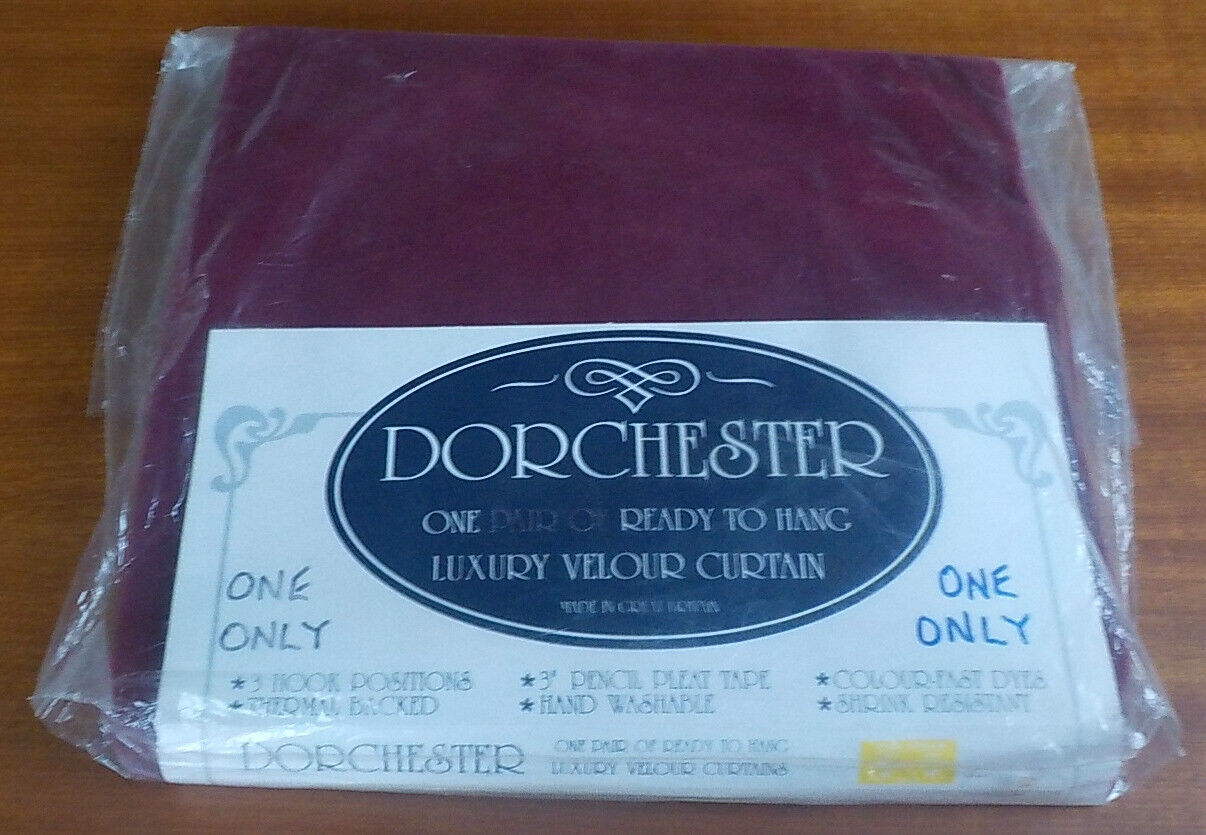 DORCHESTER
ONE PAIR OF READY TO HANG
LUXURY VELOUR CURTAIN
MADE IN GREAT BRITAIN
ONE
ONLY
ONE
ONLY
* 3 HOOK POSITIONS * 3" PENCIL PLEAT TAPE * COLOUR-FAST DYES
* THERMAL BACKED * HAND WASHABLE * SHRINK RESISTANT
DORCHESTER
ONE PAIR OF READY TO HANG
LUXURY VELOUR CURTAINS